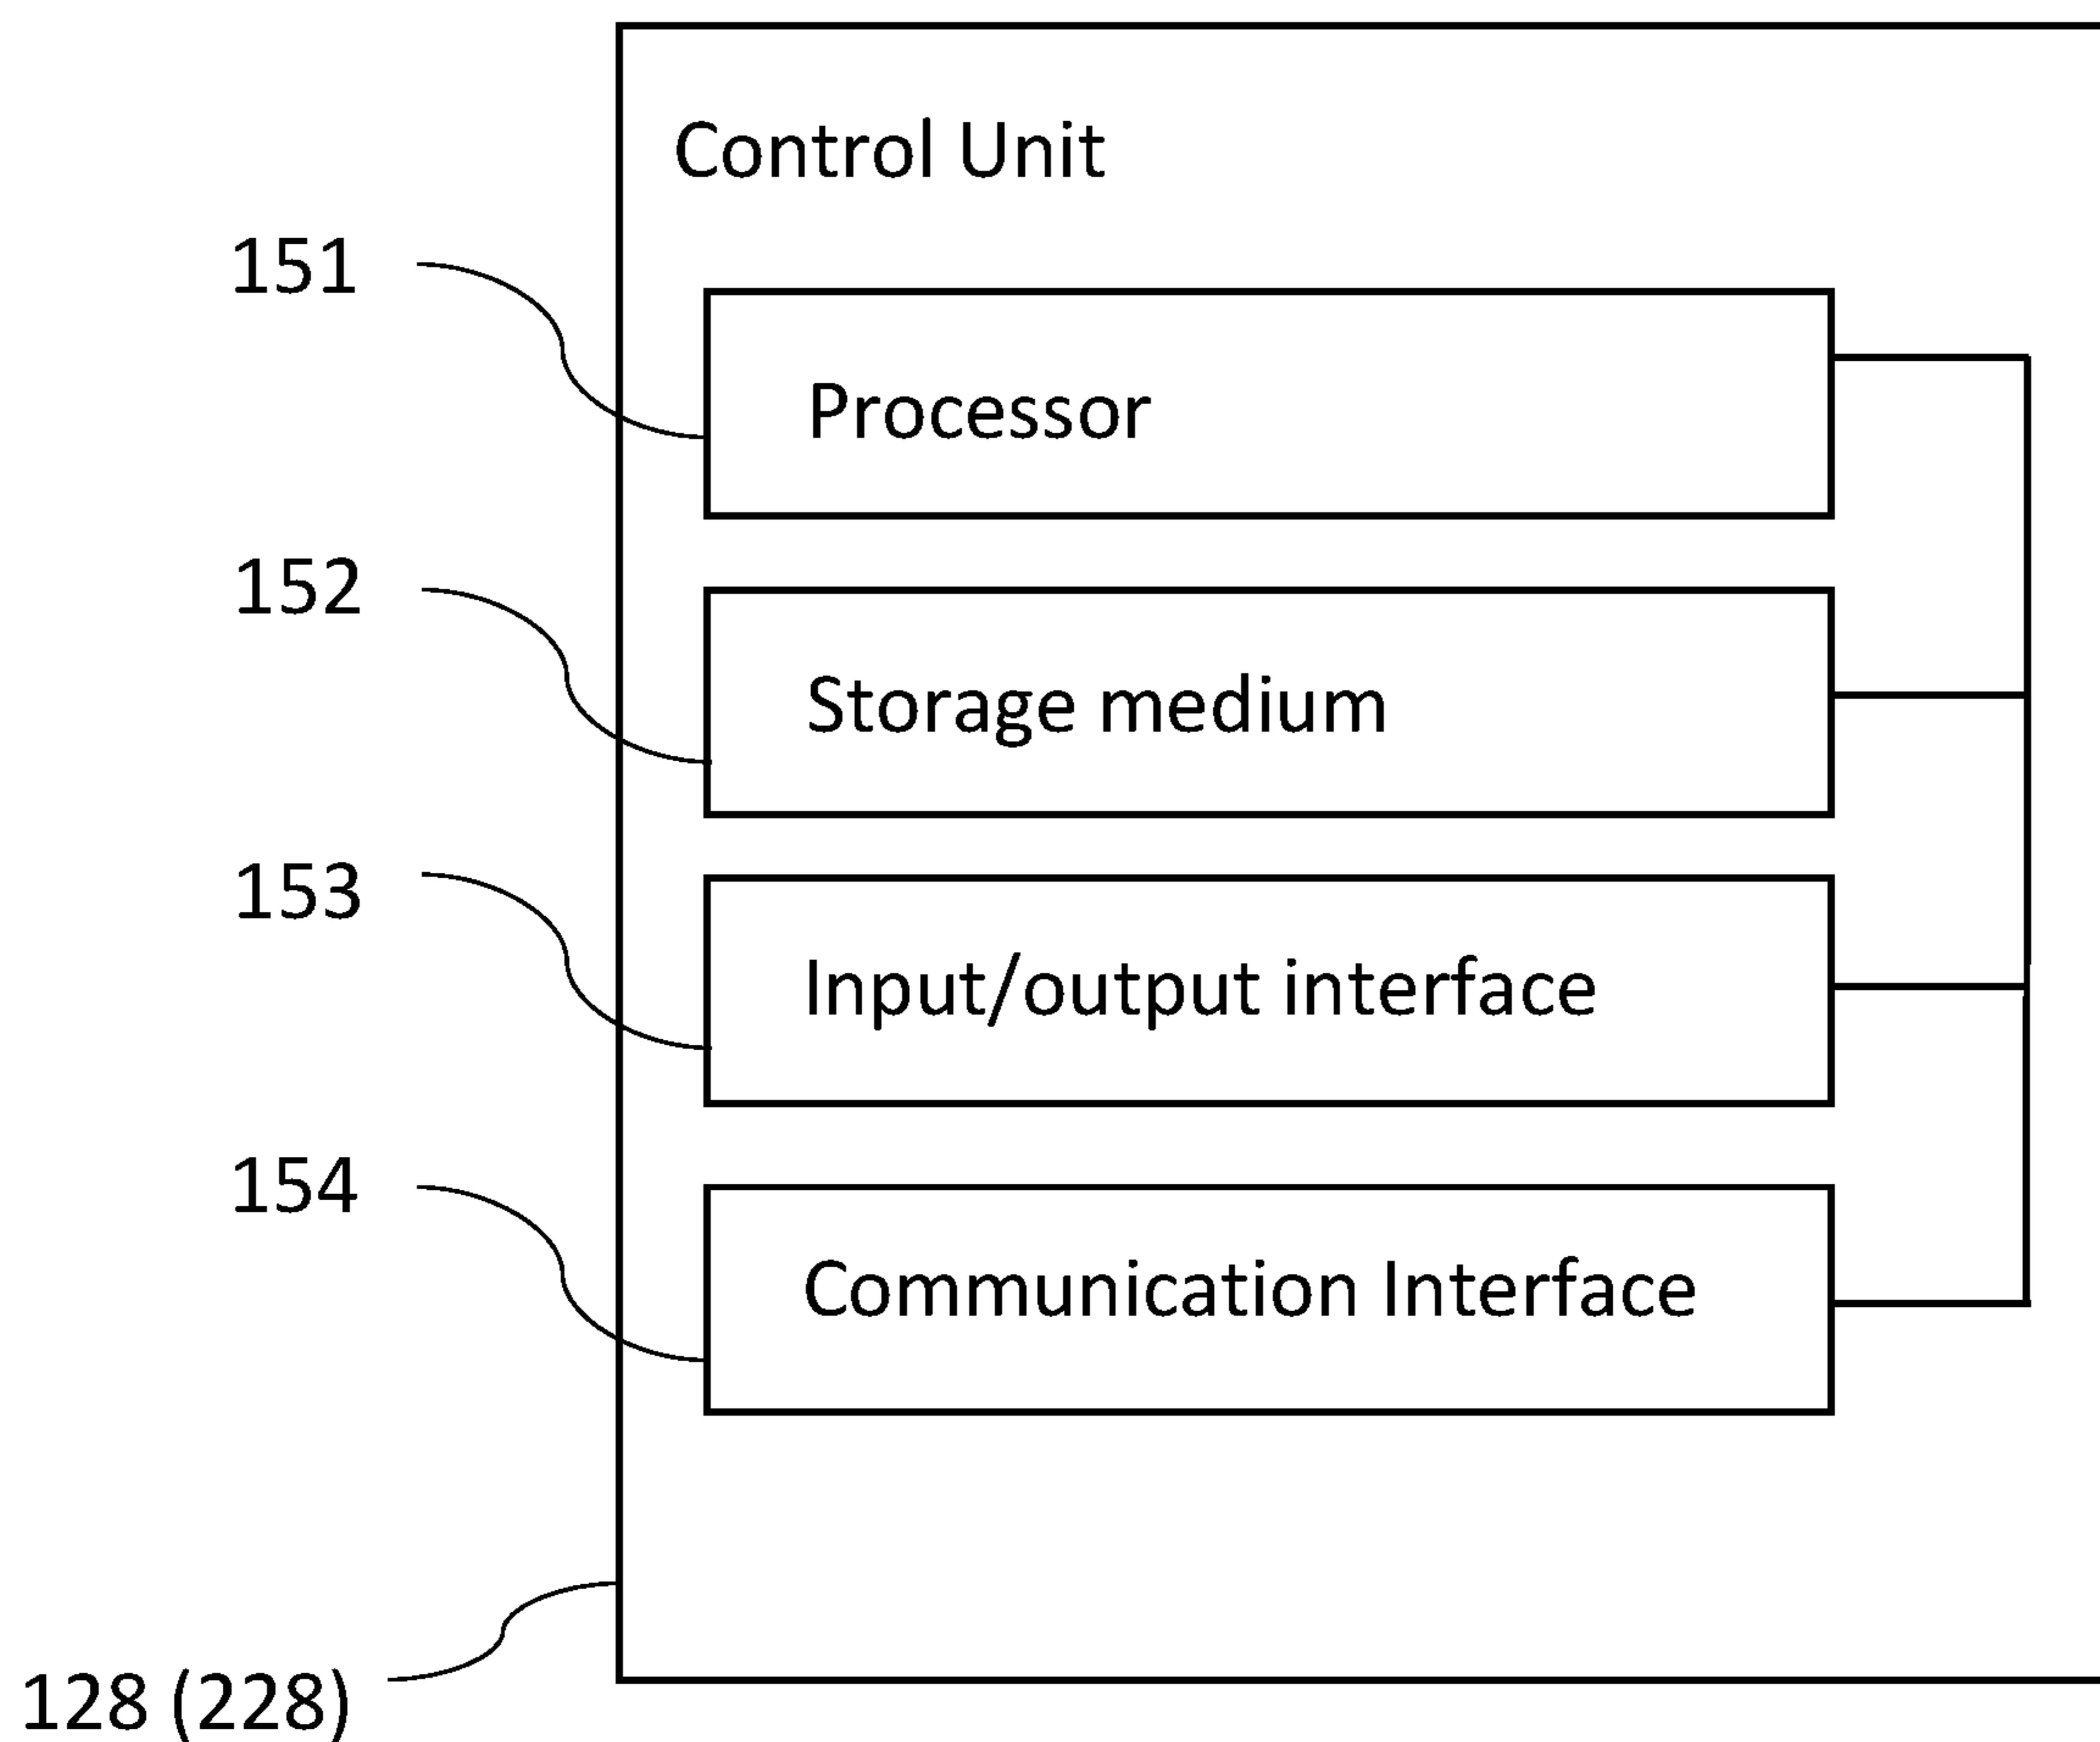 Control Unit
151
Processor
152
Storage medium
153
Input/output interface
154
Communication Interface
128 (228)